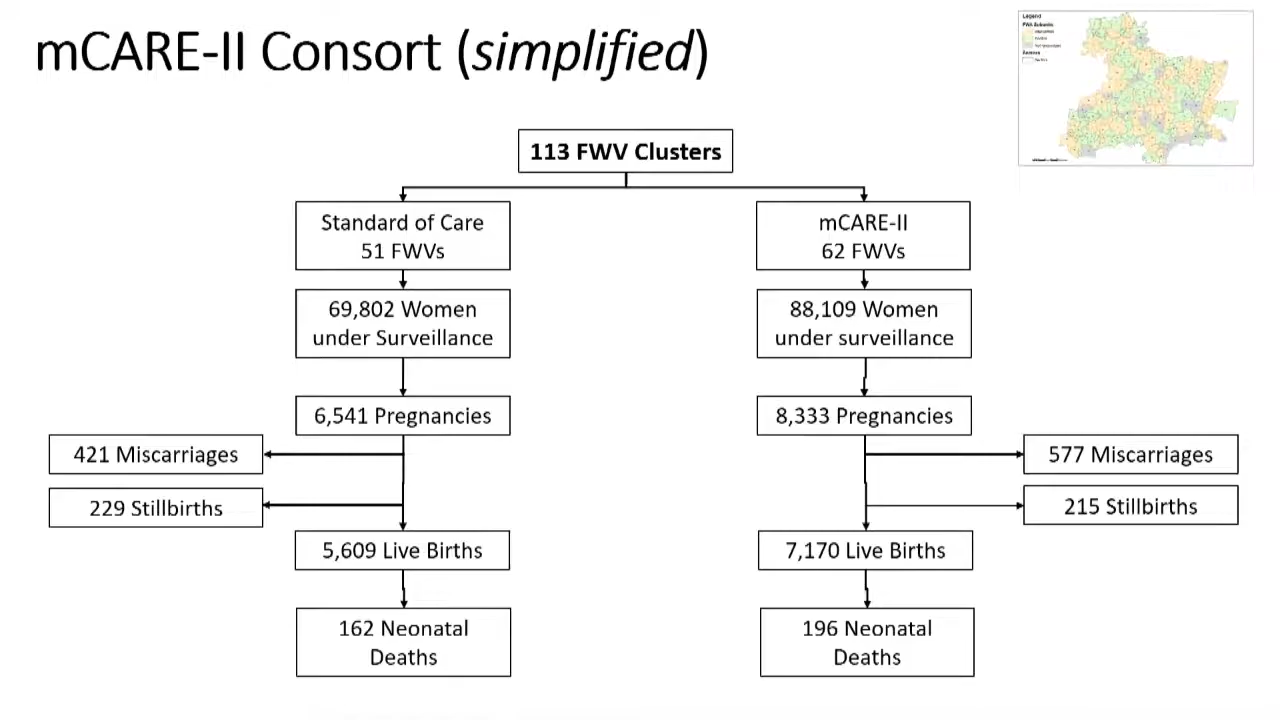 mCARE-II Consort (simplified)
Legend
113 FWV Clusters
Standard of Care
51 FWVs
mCARE-II
62 FWVs
69,802 Women
under Surveillance
88,109 Women
under surveillance
6,541 Pregnancies
8,333 Pregnancies
421 Miscarriages
577 Miscarriages
229 Stillbirths
215 Stillbirths
5,609 Live Births
7,170 Live Births
162 Neonatal
Deaths
196 Neonatal
Deaths